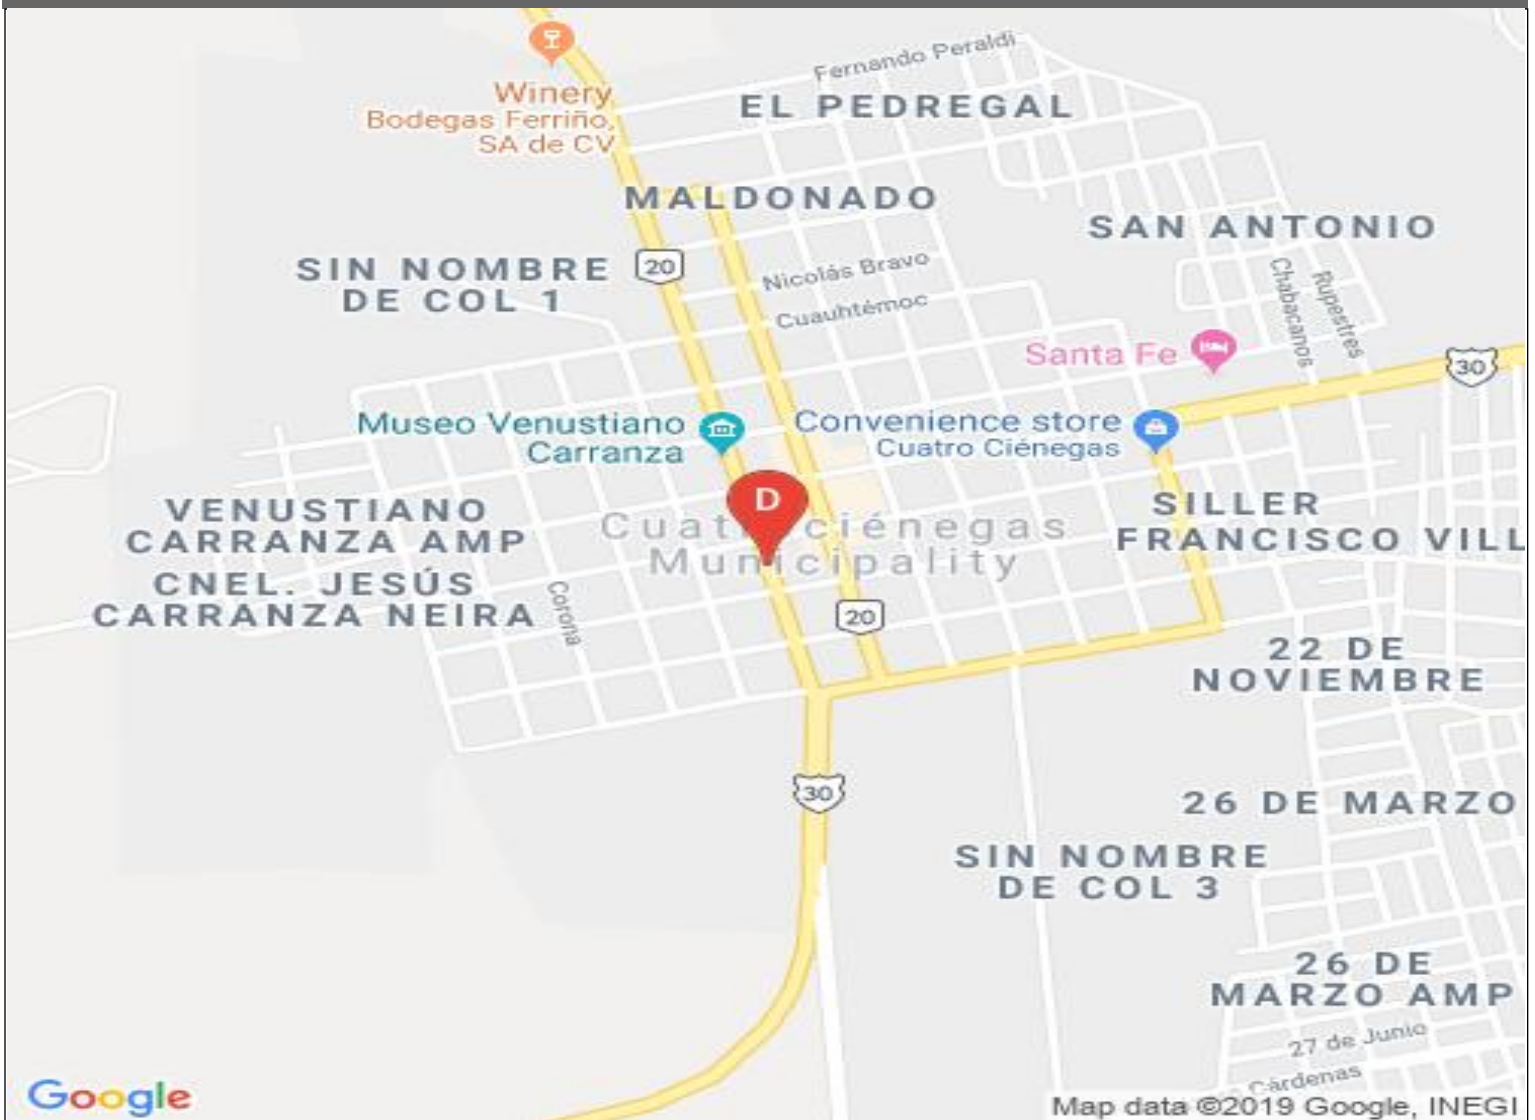 Fernando Peraldi
Winery
Bodegas Ferriño,
SA de CV
EL PEDREGAL
MALDONADO
SAN ANTONIO
SIN NOMBRE
DE COL 1
20
Nicolás Bravo
Cuauhtémoc
Chabacanos
Rupestres
Santa Fe
30
Museo Venustiano
Carranza
Convenience store
Cuatro Ciénegas
D
VENUSTIANO
CARRANZA AMP
CNEL. JESÚS
CARRANZA NEIRA
Cuat ciénegas
Municipality
SILLER
FRANCISCO VILL
Corona
20
22 DE
NOVIEMBRE
30
26 DE MARZO
SIN NOMBRE
DE COL 3
26 DE
MARZO AMP
27 de Junio
Cárdenas
Google
Map data ©2019 Google, INEGI